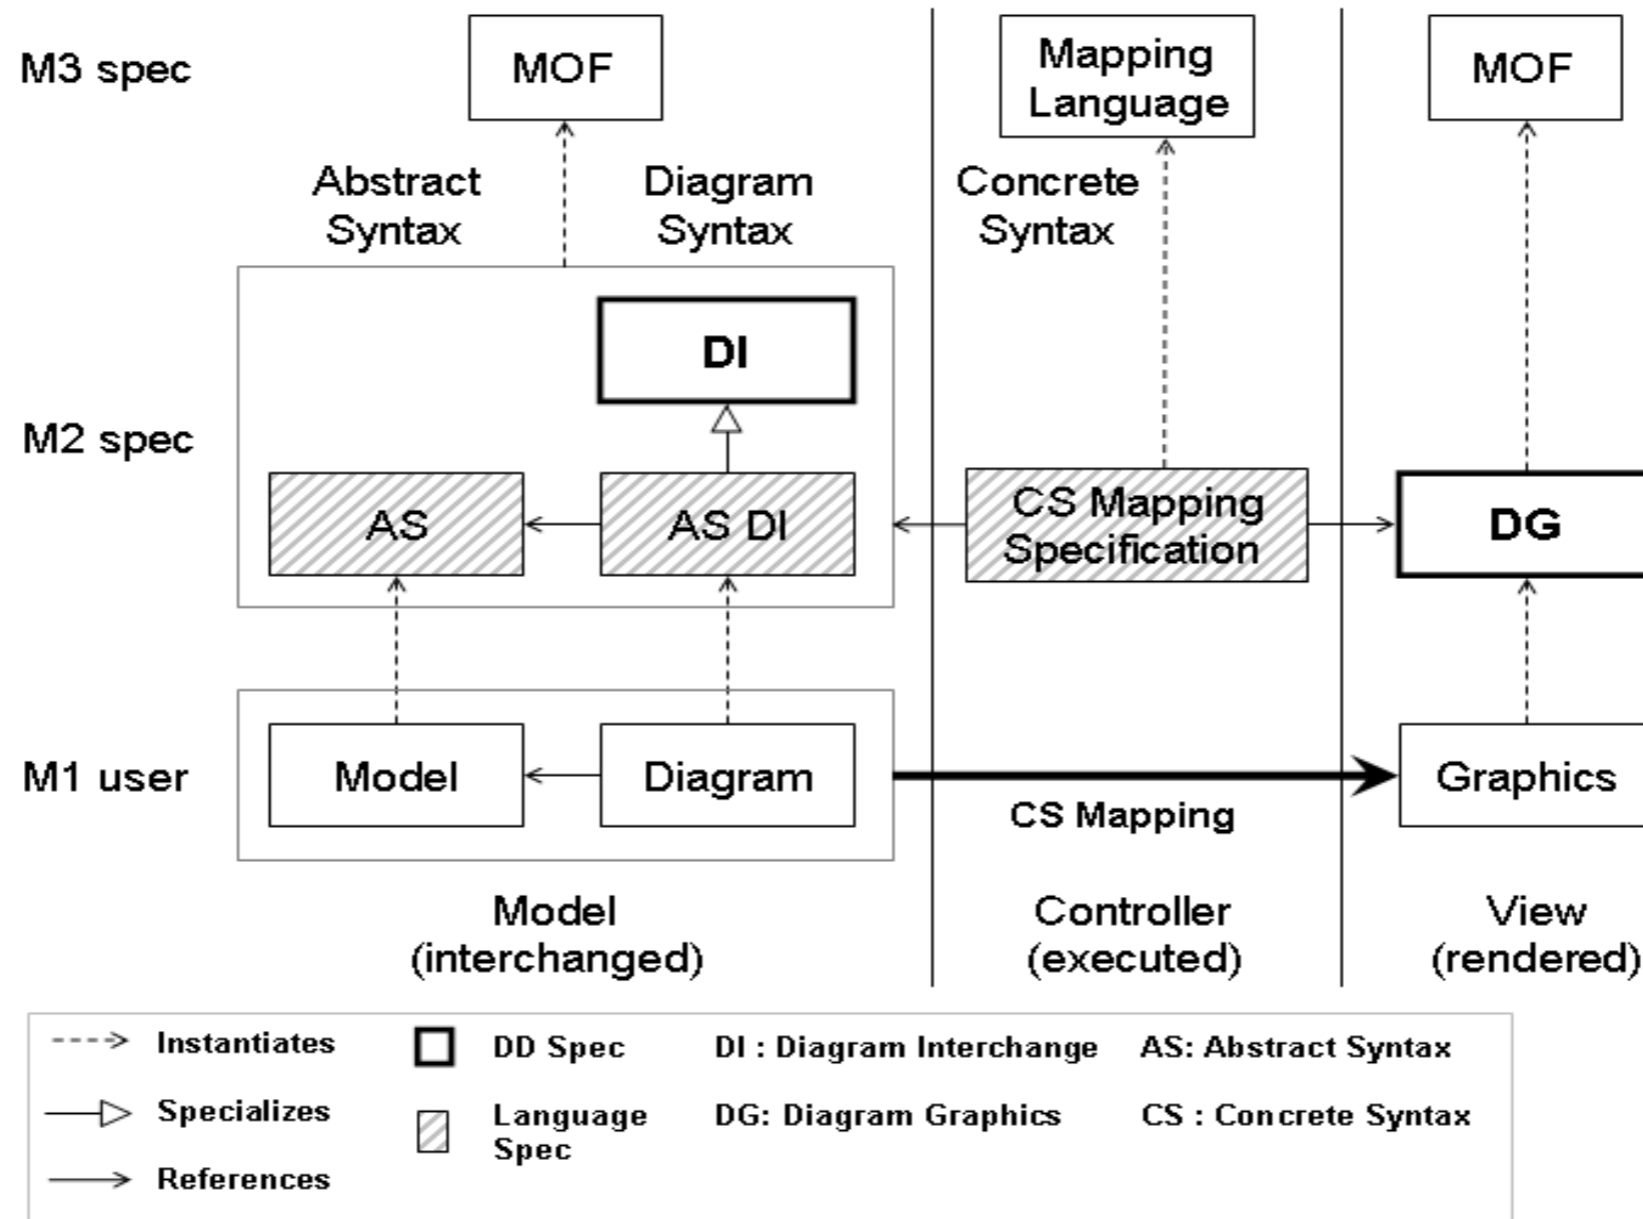 M3 spec
MOF
Mapping
Language
MOF
Abstract
Syntax
Diagram
Syntax
Concrete
Syntax
DI
M2 spec
AS
AS DI
CS Mapping
Specification
DG
M1 user
Model
Diagram
CS Mapping
Graphics
Model
(interchanged)
Controller
(executed)
View
(rendered)
Instantiates
DD Spec
DI : Diagram Interchange
AS: Abstract Syntax
Specializes
Language
Spec
DG: Diagram Graphics
CS : Concrete Syntax
References